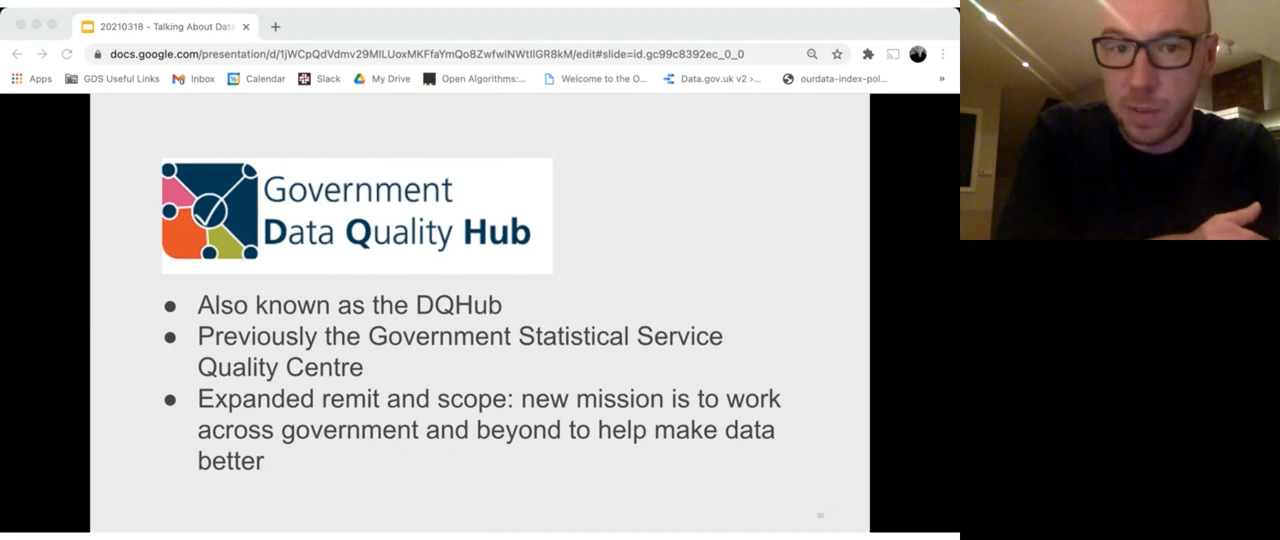 20210318 - Talking About Data
docs.google.com/presentation/d/1jWCpQdVdmv29MILUoxMKFfaYmQo8ZwfwlNWtIlGR8kM/edit#slide=id.gc99c8392ec_0_0
Apps GDS Useful Links Inbox Calendar Slack My Drive Open Algorithms:... Welcome to the O... Data.gov.uk v2 ›... ourdata-index-pol... »
Government
Data Quality Hub
● Also known as the DQHub
● Previously the Government Statistical Service
Quality Centre
● Expanded remit and scope: new mission is to work
across government and beyond to help make data
better
30